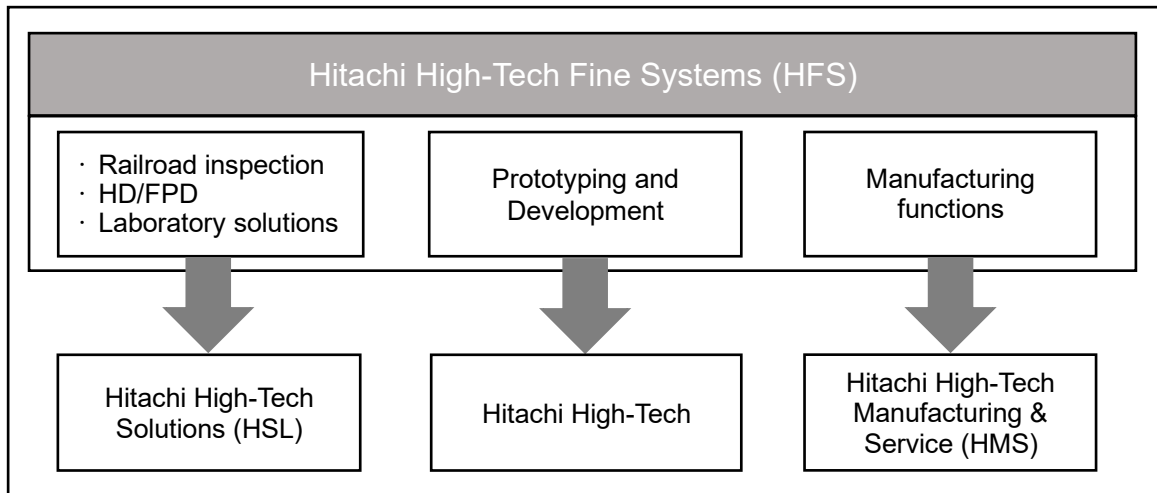 Hitachi High-Tech Fine Systems (HFS)
· Railroad inspection
· HD/FPD
· Laboratory solutions
Prototyping and
Development
Manufacturing
functions
Hitachi High-Tech
Solutions (HSL)
Hitachi High-Tech
Hitachi High-Tech
Manufacturing &
Service (HMS)